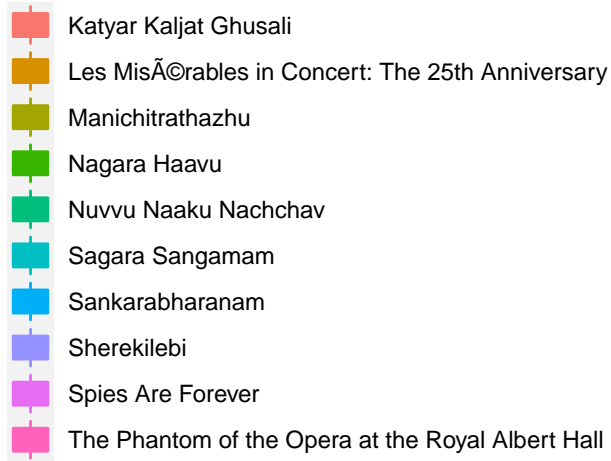 Katyar Kaljat Ghusali
Les MisÃ©rables in Concert: The 25th Anniversary
Manichitrathazhu
Nagara Haavu
Nuvvu Naaku Nachchav
Sagara Sangamam
Sankarabharanam
Sherekilebi
Spies Are Forever
The Phantom of the Opera at the Royal Albert Hall